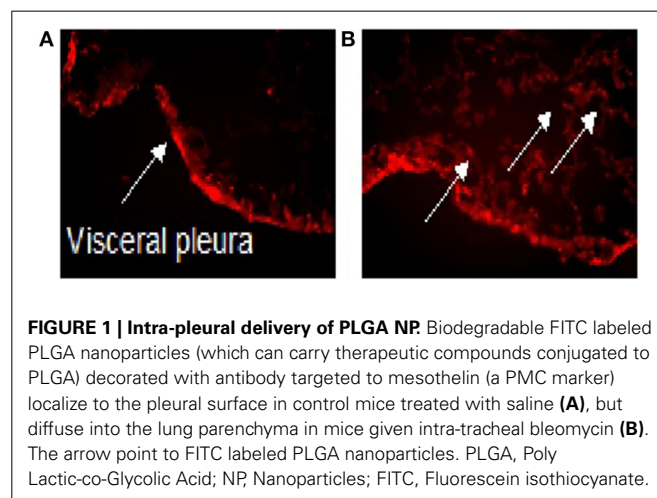 A B
Visceral pleura
FIGURE 1 | Intra-pleural delivery of PLGA NP. Biodegradable FITC labeled
PLGA nanoparticles (which can carry therapeutic compounds conjugated to
PLGA) decorated with antibody targeted to mesothelin (a PMC marker)
localize to the pleural surface in control mice treated with saline (A), but
diffuse into the lung parenchyma in mice given intra-tracheal bleomycin (B).
The arrow point to FITC labeled PLGA nanoparticles. PLGA, Poly
Lactic-co-Glycolic Acid; NP, Nanoparticles; FITC, Fluorescein isothiocyanate.